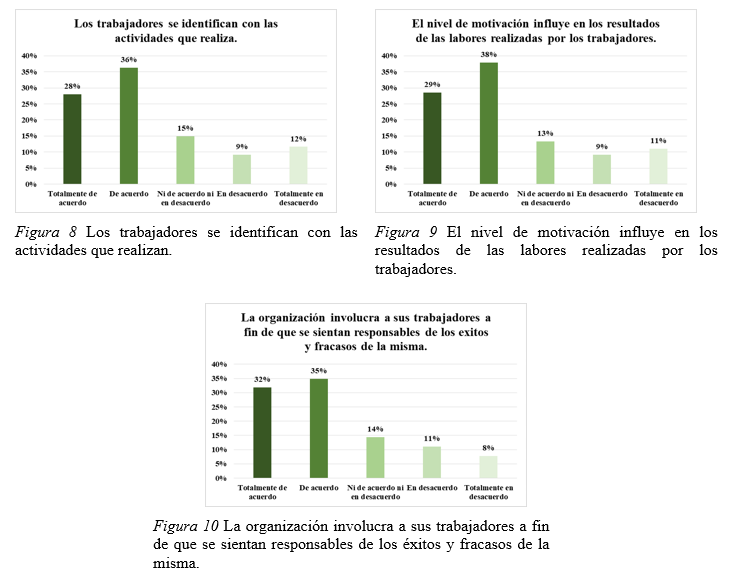 Los trabajadores se identifican con las
actividades que realiza.
40%
35%
30%
25%
20%
15%
10%
5%
0%
28%
36%
15%
9%
12%
Totalmente de acuerdo
De acuerdo
Ni de acuerdo ni en desacuerdo
En desacuerdo
Totalmente en desacuerdo
Figura 8 Los trabajadores se identifican con las
actividades que realizan.
El nivel de motivación influye en los resultados
de las labores realizadas por los trabajadores.
40%
35%
30%
25%
20%
15%
10%
5%
0%
29%
38%
13%
9%
11%
Totalmente de acuerdo
De acuerdo
Ni de acuerdo ni en desacuerdo
En desacuerdo
Totalmente en desacuerdo
Figura 9 El nivel de motivación influye en los
resultados de las labores realizadas por los
trabajadores.
La organización involucra a sus trabajadores a
fin de que se sientan responsables de los exitos
y fracasos de la misma.
40%
35%
30%
25%
20%
15%
10%
5%
0%
32%
35%
14%
11%
8%
Totalmente de acuerdo
De acuerdo
Ni de acuerdo ni en desacuerdo
En desacuerdo
Totalmente en desacuerdo
Figura 10 La organización involucra a sus trabajadores a fin
de que se sientan responsables de los éxitos y fracasos de la
misma.